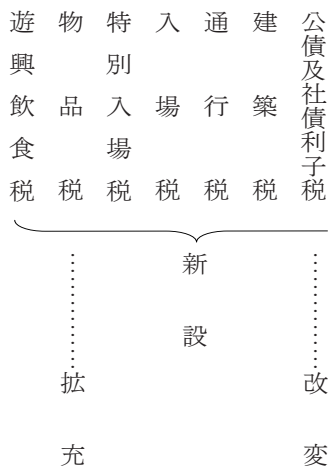 公債及社債利子税………………改変
建築税
通行税
入場税
特別入場税
物品税………………拡充
遊興飲食税
新設